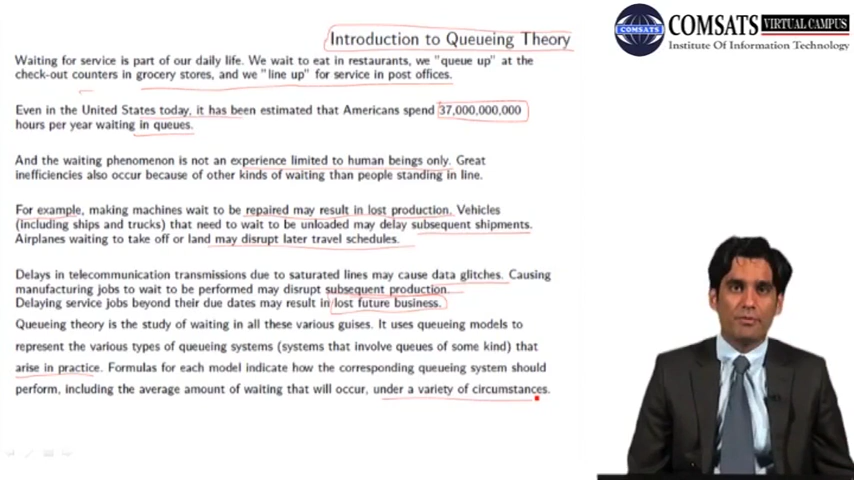 Introduction to Queueing Theory
COMSATS VIRTUAL CAMPUS
Institute Of Information Technology
Waiting for service is part of our daily life. We wait to eat in restaurants, we "queue up" at the
check-out counters in grocery stores, and we "line up" for service in post offices.
Even in the United States today, it has been estimated that Americans spend 37,000,000,000
hours per year waiting in queues.
And the waiting phenomenon is not an experience limited to human beings only. Great
inefficiencies also occur because of other kinds of waiting than people standing in line.
For example, making machines wait to be repaired may result in lost production. Vehicles
(including ships and trucks) that need to wait to be unloaded may delay subsequent shipments.
Airplanes waiting to take off or land may disrupt later travel schedules.
Delays in telecommunication transmissions due to saturated lines may cause data glitches. Causing
manufacturing jobs to wait to be performed may disrupt subsequent production.
Delaying service jobs beyond their due dates may result in lost future business.
Queueing theory is the study of waiting in all these various guises. It uses queueing models to
represent the various types of queueing systems (systems that involve queues of some kind) that
arise in practice. Formulas for each model indicate how the corresponding queueing system should
perform, including the average amount of waiting that will occur, under a variety of circumstances.